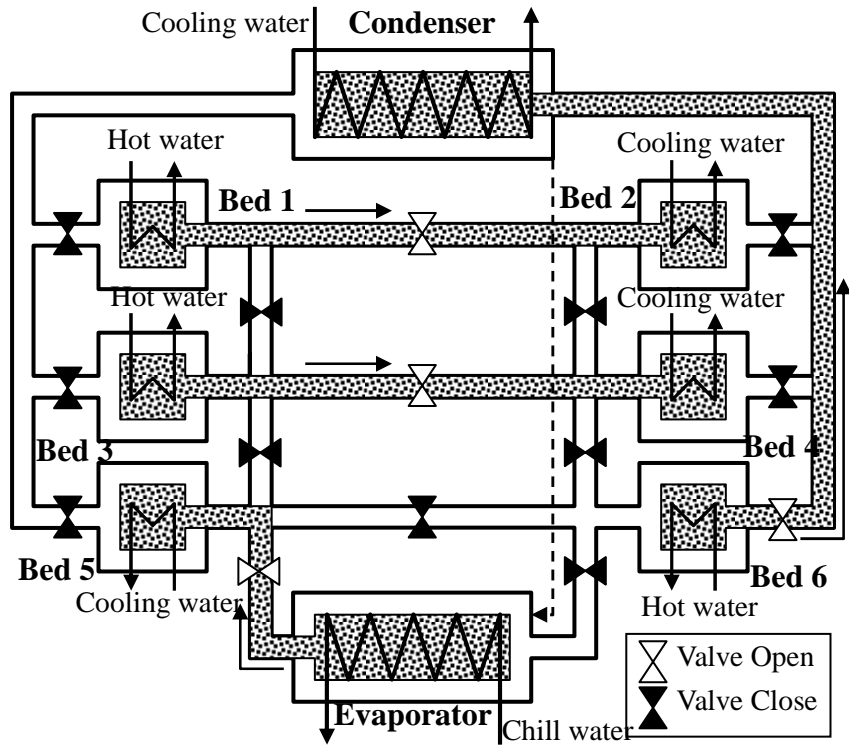 Cooling water
Condenser
Hot water
Cooling water
Bed 1
Bed 2
Hot water
Cooling water
Bed 3
Bed 4
Bed 5
Bed 6
Cooling water
Hot water
Evaporator
Chill water
Valve Open
Valve Close